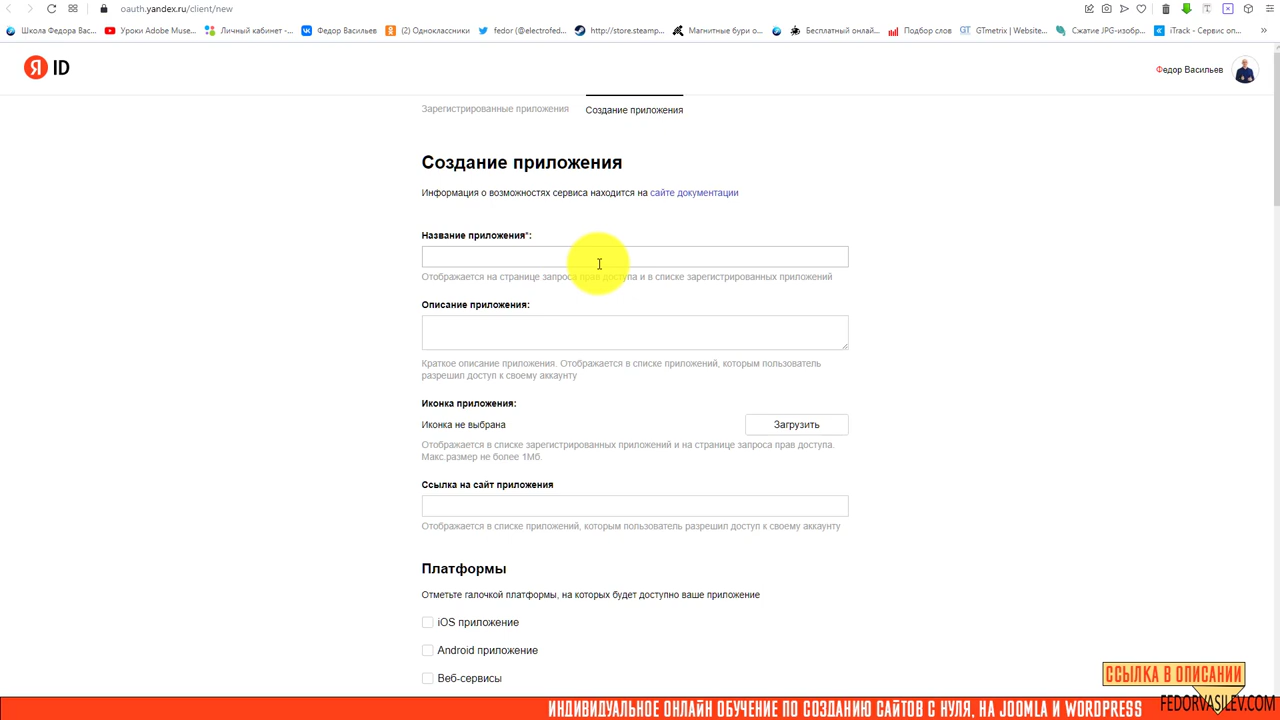 oauth.yandex.ru/client/new
Школа Федора Вас... Уроки Adobe Muse... Личный кабинет -... Федор Васильев (2) Одноклассники fedor (@electrofed... http://store.steamp... Магнитные бури о... Бесплатный онлай... Подбор слов GTmetrix | Website... Сжатие JPG-изобр... iTrack - Сервис оп... »
Я ID
Федор Васильев
Зарегистрированные приложения Создание приложения
Создание приложения
Информация о возможностях сервиса находится на сайте документации
Название приложения*:
Отображается на странице запроса прав доступа и в списке зарегистрированных приложений
Описание приложения:
Краткое описание приложения. Отображается в списке приложений, которым пользователь
разрешил доступ к своему аккаунту
Иконка приложения:
Иконка не выбрана Загрузить
Отображается в списке зарегистрированных приложений и на странице запроса прав доступа.
Макс.размер не более 1Мб.
Ссылка на сайт приложения
Отображается в списке приложений, которым пользователь разрешил доступ к своему аккаунту
Платформы
Отметьте галочкой платформы, на которых будет доступно ваше приложение
iOS приложение
Android приложение
Веб-сервисы
ССЫЛКА В ОПИСАНИИ
FEDORVASILEV.COM
ИНДИВИДУАЛЬНОЕ ОНЛАЙН ОБУЧЕНИЕ ПО СОЗДАНИЮ САЙТОВ С НУЛЯ, НА JOOMLA И WORDPRESS